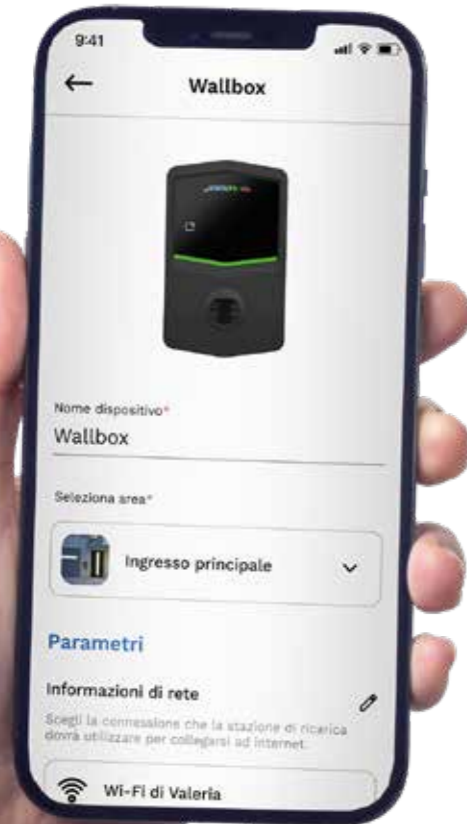 9:41
Wallbox
Nome dispositivo*
Wallbox
Seleziona area*
Ingresso principale
Parametri
Informazioni di rete
Scegli la connessione che la stazione di ricarica
dovrà utilizzare per collegarsi ad internet.
Wi-Fi di Valeria